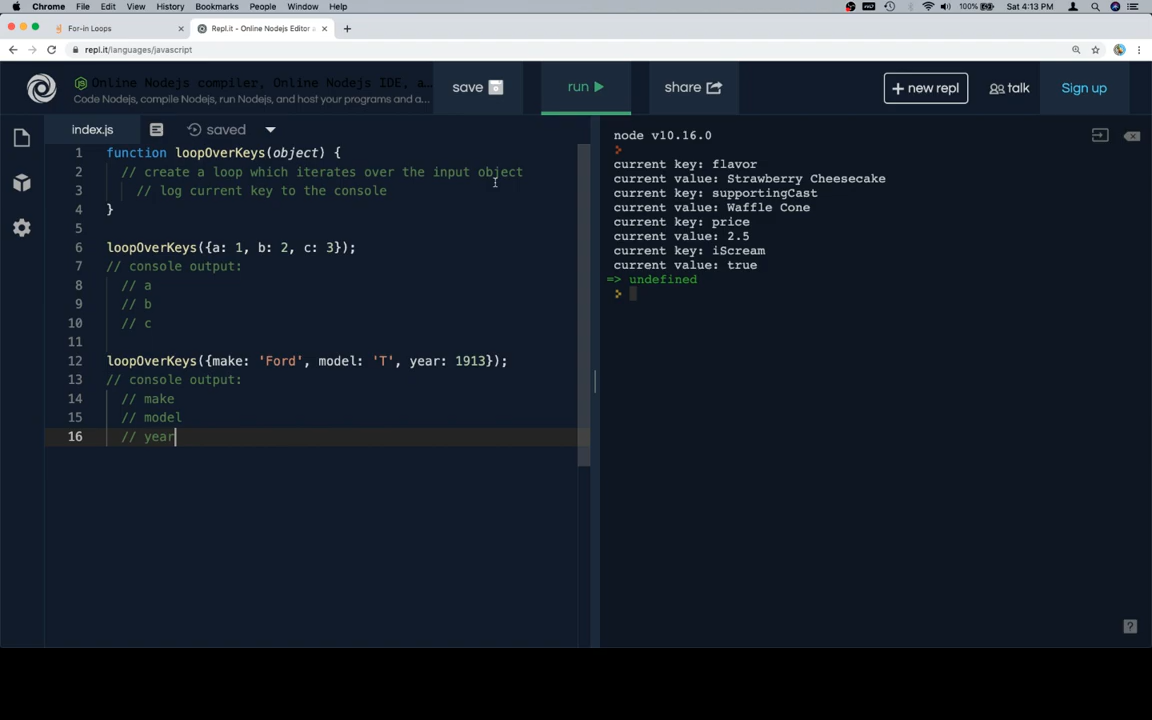 Chrome File Edit View History Bookmarks People Window Help 100% Sat 4:13 PM
For-in Loops × Repl.it - Online Nodejs Editor a × +
repl.it/languages/javascript
Online Nodejs compiler, Online Nodejs IDE, a...
Code Nodejs, compile Nodejs, run Nodejs, and host your programs and a...
save run share + new repl talk Sign up
index.js saved
1 function loopOverKeys(object) {
2 // create a loop which iterates over the input object
3 // log current key to the console
4 }
5
6 loopOverKeys({a: 1, b: 2, c: 3});
7 // console output:
8 // a
9 // b
10 // c
11
12 loopOverKeys({make: 'Ford', model: 'T', year: 1913});
13 // console output:
14 // make
15 // model
16 // year
node v10.16.0
current key: flavor
current value: Strawberry Cheesecake
current key: supportingCast
current value: Waffle Cone
current key: price
current value: 2.5
current key: iScream
current value: true
=> undefined
?